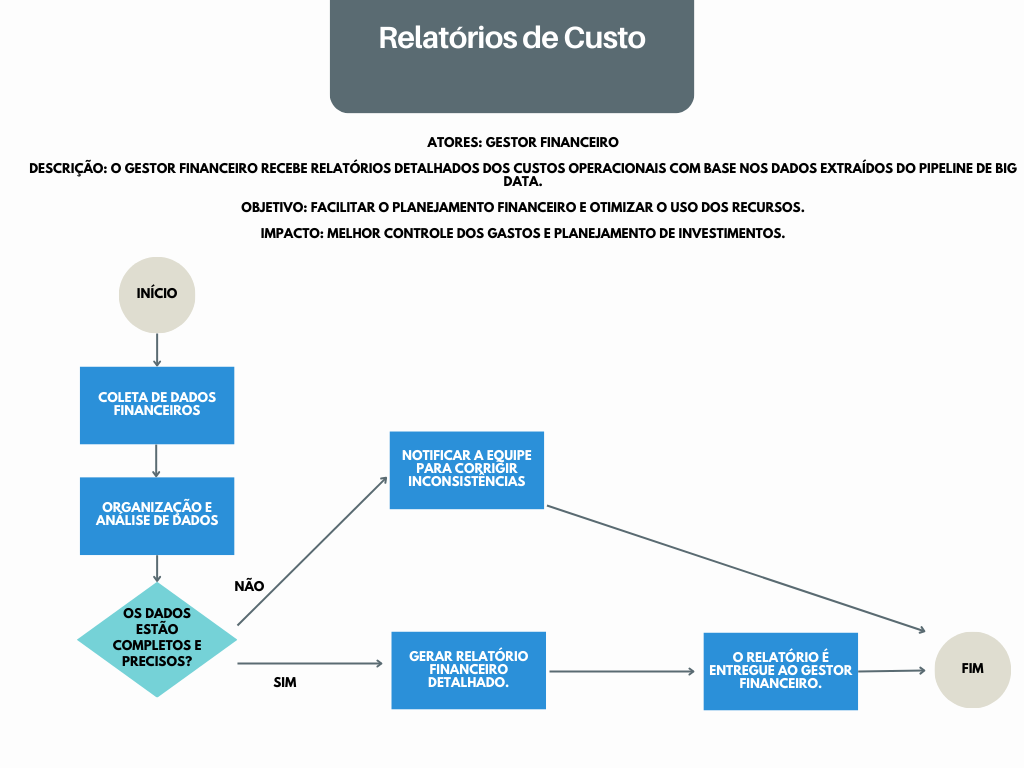 Relatórios de Custo
ATORES: GESTOR FINANCEIRO
DESCRIÇÃO: O GESTOR FINANCEIRO RECEBE RELATÓRIOS DETALHADOS DOS CUSTOS OPERACIONAIS COM BASE NOS DADOS EXTRAÍDOS DO PIPELINE DE BIG
DATA.
OBJETIVO: FACILITAR O PLANEJAMENTO FINANCEIRO E OTIMIZAR O USO DOS RECURSOS.
IMPACTO: MELHOR CONTROLE DOS GASTOS E PLANEJAMENTO DE INVESTIMENTOS.
INÍCIO
COLETA DE DADOS
FINANCEIROS
ORGANIZAÇÃO E
ANÁLISE DE DADOS
OS DADOS
ESTÃO
COMPLETOS E
PRECISOS?
NÃO
NOTIFICAR A EQUIPE
PARA CORRIGIR
INCONSISTÊNCIAS
SIM
GERAR RELATÓRIO
FINANCEIRO
DETALHADO.
O RELATÓRIO É
ENTREGUE AO GESTOR
FINANCEIRO.
FIM